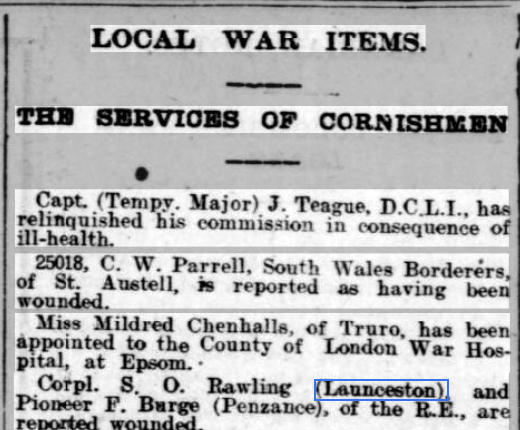 LOCAL WAR ITEMS.
THE SERVICES OF CORNISHMEN
Capt. (Tempy. Major) J. Teague, D.C.L.I., has
relinquished his commission in consequence of
ill-health.
25018, C. W. Parrell, South Wales Borderers,
of St. Austell, is reported as having been
wounded.
Miss Mildred Chenhalls, of Truro, has been
appointed to the County of London War Hos-
pital, at Epsom.
Corpl. S. O. Rawling (Launceston), and
Pioneer F. Burge (Penzance), of the R.E., are
reported wounded.